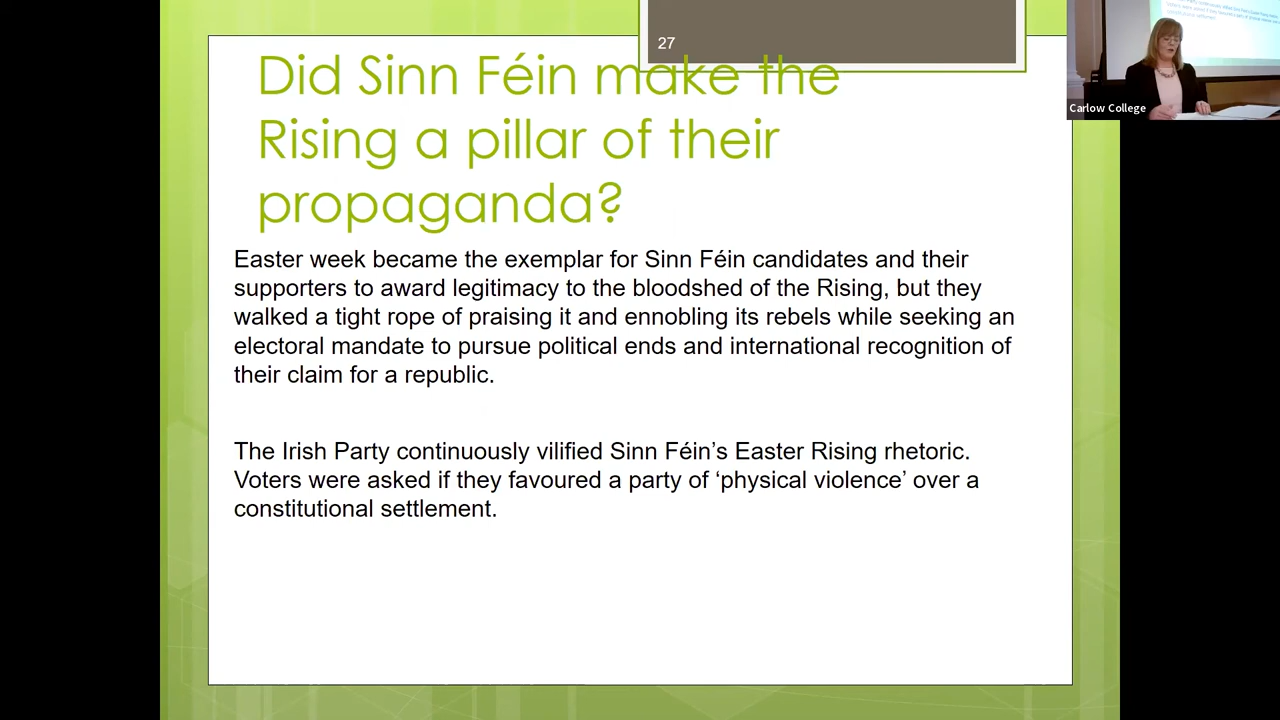 27
Did Sinn Féin make the
Rising a pillar of their
propaganda?
Easter week became the exemplar for Sinn Féin candidates and their
supporters to award legitimacy to the bloodshed of the Rising, but they
walked a tight rope of praising it and ennobling its rebels while seeking an
electoral mandate to pursue political ends and international recognition of
their claim for a republic.
The Irish Party continuously vilified Sinn Féin’s Easter Rising rhetoric.
Voters were asked if they favoured a party of ‘physical violence’ over a
constitutional settlement.
Carlow College